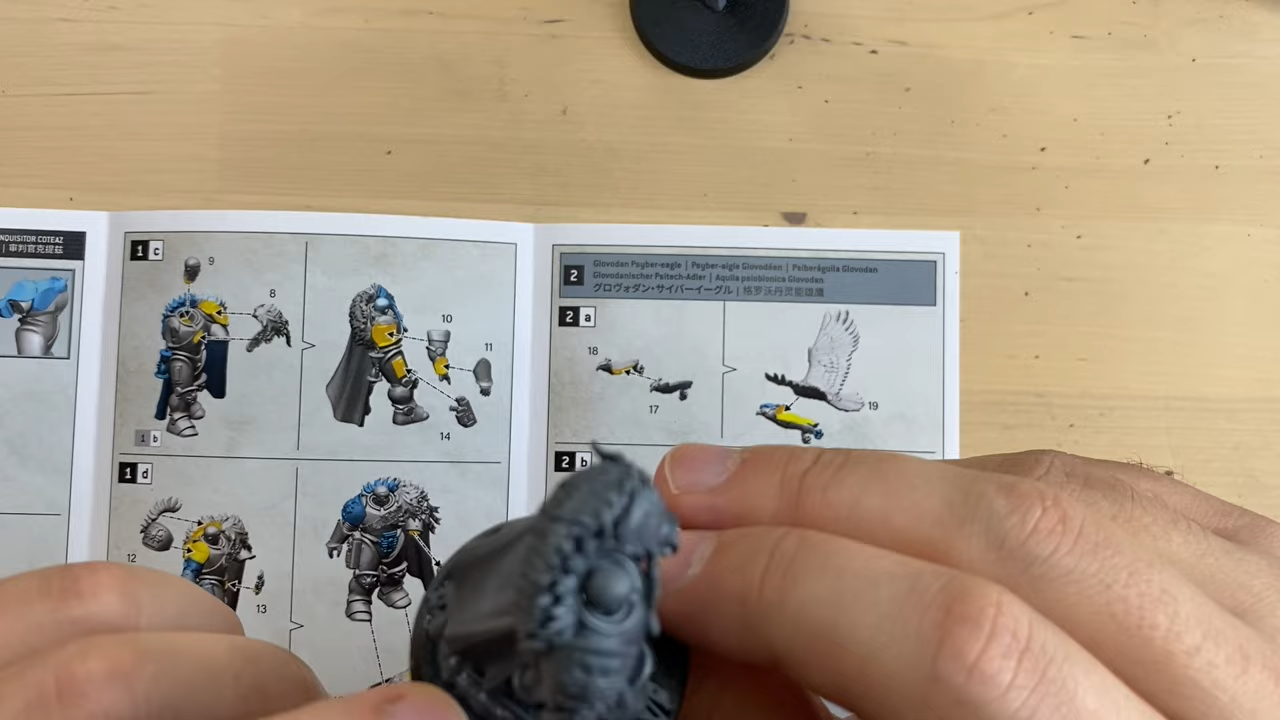 NQUISITOR COTEAZ
| 审判官克提兹
1 c
9
8
10
11
14
1 b
1 d
12
13
2
Glovodan Psyber-eagle | Psyber-aigle Glovodéen | Psiberáguila Glovodan
Glovodanischer Psitech-Adler | Aquila psiobionica Glovodan
グロヴォダン・サイバーイーグル | 格罗沃丹灵能雄鹰
2 a
18
17
19
2 b